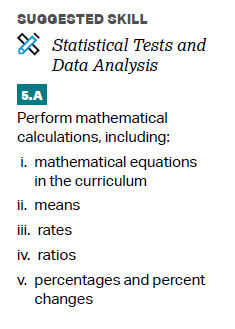 SUGGESTED SKILL
Statistical Tests and
Data Analysis
5.A
Perform mathematical
calculations, including:
i. mathematical equations
in the curriculum
ii. means
iii. rates
iv. ratios
v. percentages and percent
changes